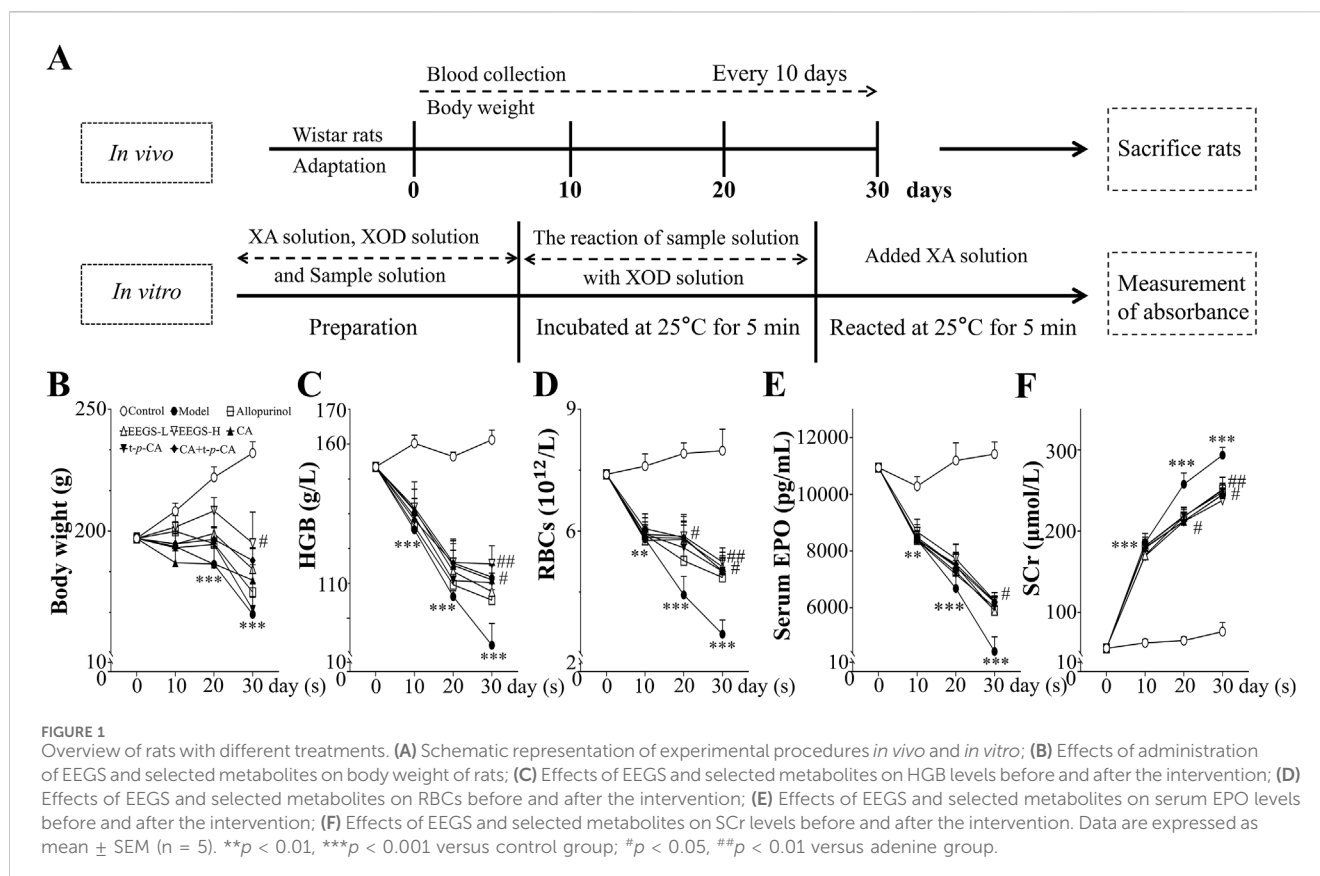 A
Blood collection
Every 10 days
Body weight
In vivo
Wistar rats
Adaptation
Sacrifice rats
0
10
20
30
days
XA solution, XOD solution
and Sample solution
The reaction of sample solution
with XOD solution
Added XA solution
In vitro
Measurement
of absorbance
Preparation
Incubated at 25°C for 5 min
Reacted at 25°C for 5 min
B
Control
Model
Allopurinol
EEGS-L
EEGS-H
CA
t-p-CA
CA+t-p-CA
Body wight (g)
250
200
10
0
#
***
***
0 10 20 30 day (s)
C
HGB (g/L)
170
160
110
10
0
***
***
***
##
#
0 10 20 30 day (s)
D
RBCs (10¹²/L)
9
6
2
0
**
***
***
#
##
#
0 10 20 30 day (s)
E
Serum EPO (pg/mL)
12000
10000
8000
6000
10
0
**
***
***
#
0 10 20 30 day (s)
F
SCr (μmol/L)
300
200
100
10
0
***
***
***
#
##
#
0 10 20 30 day (s)
FIGURE 1
Overview of rats with different treatments. (A) Schematic representation of experimental procedures in vivo and in vitro; (B) Effects of administration
of EEGS and selected metabolites on body weight of rats; (C) Effects of EEGS and selected metabolites on HGB levels before and after the intervention; (D)
Effects of EEGS and selected metabolites on RBCs before and after the intervention; (E) Effects of EEGS and selected metabolites on serum EPO levels
before and after the intervention; (F) Effects of EEGS and selected metabolites on SCr levels before and after the intervention. Data are expressed as
mean ± SEM (n = 5). **p < 0.01, ***p < 0.001 versus control group; #p < 0.05, ##p < 0.01 versus adenine group.